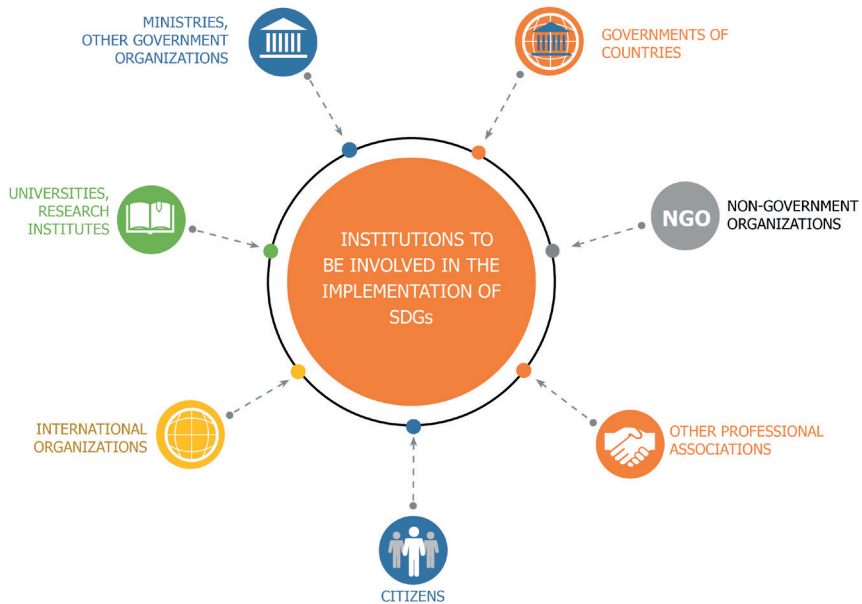 MINISTRIES,
OTHER GOVERNMENT
ORGANIZATIONS
GOVERNMENTS OF
COUNTRIES
UNIVERSITIES,
RESEARCH
INSTITUTES
NGO
NON-GOVERNMENT
ORGANIZATIONS
INSTITUTIONS TO
BE INVOLVED IN THE
IMPLEMENTATION OF
SDGs
INTERNATIONAL
ORGANIZATIONS
OTHER PROFESSIONAL
ASSOCIATIONS
CITIZENS